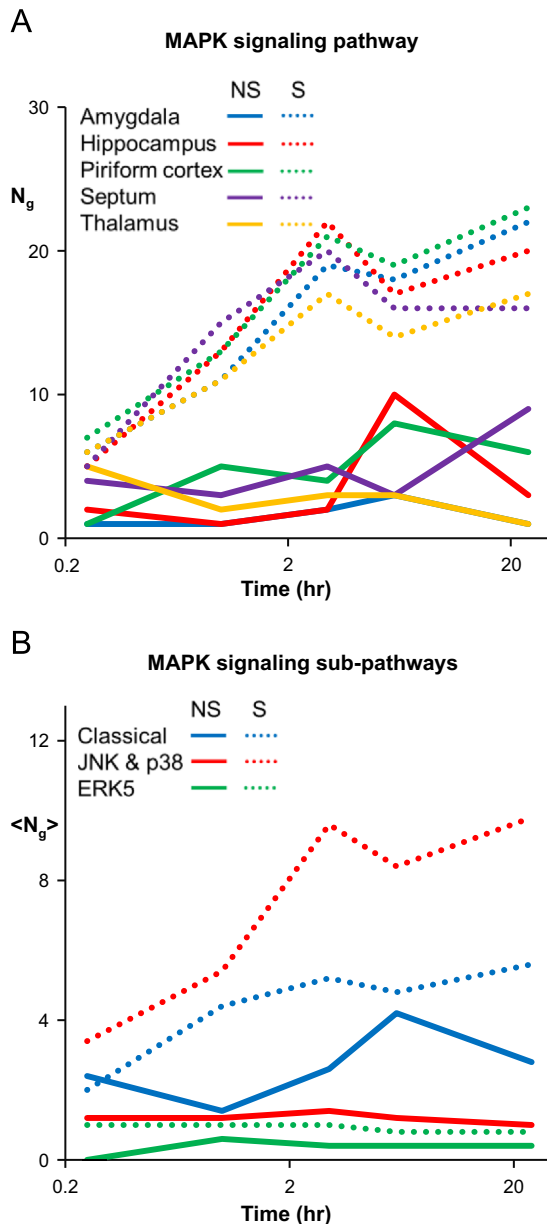 A
MAPK signaling pathway
NS S
Amygdala
Hippocampus
Piriform cortex
Septum
Thalamus
30
Ng
20
10
0
0.2 2 20
Time (hr)
B
MAPK signaling sub-pathways
NS S
Classical
JNK & p38
ERK5
12
<Ng>
8
4
0
0.2 2 20
Time (hr)